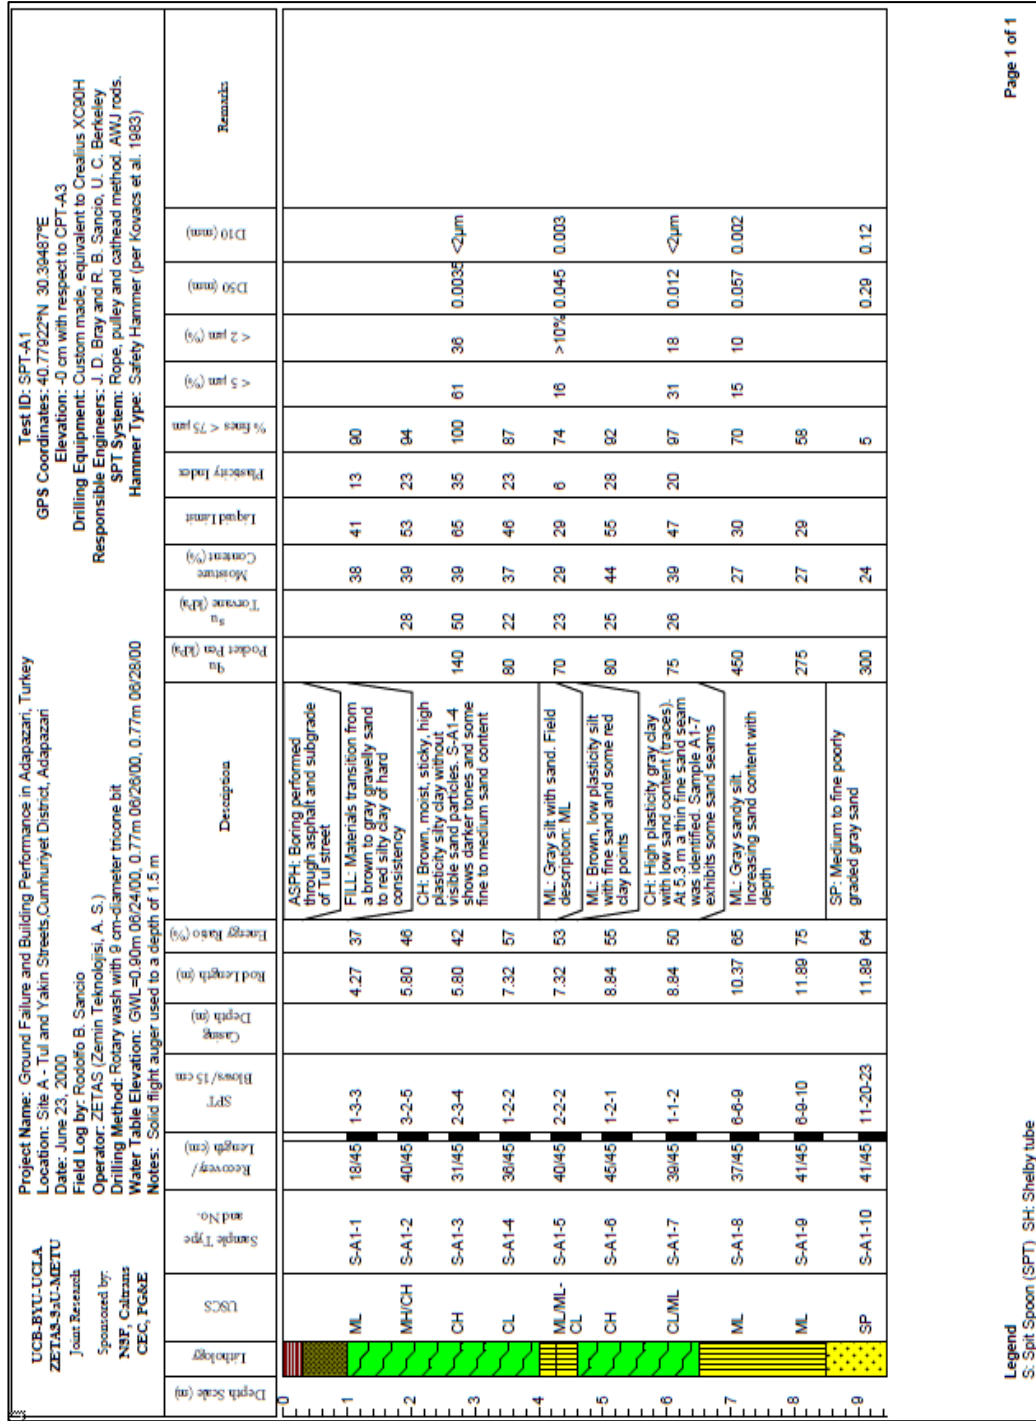 UCB-BYU-UCLA
ZETAS-SaU-METU
Joint Research
Sponsored by:
NSF, Caltrans
CEC, PG&E
Project Name: Ground Failure and Building Performance in Adapazari, Turkey
Location: Site A - Tul and Yakin Streets,Cumhuriyet District, Adapazari
Date: June 23, 2000
Field Log by: Rodolfo B. Sancio
Operator: ZETAS (Zemin Teknolojisi, A. S.)
Drilling Method: Rotary wash with 9 cm-diameter tricone bit
Water Table Elevation: GWL=0.90m 06/24/00, 0.77m 06/26/00, 0.77m 06/28/00
Notes: Solid flight auger used to a depth of 1.5 m
Test ID: SPT-A1
GPS Coordinates: 40.77922°N 30.39487°E
Elevation: -0 cm with respect to CPT-A3
Drilling Equipment: Custom made, equivalent to Crealius XC90H
Responsible Engineers: J. D. Bray and R. B. Sancio, U. C. Berkeley
SPT System: Rope, pulley and cathead method. AWJ rods.
Hammer Type: Safety Hammer (per Kovacs et al. 1983)
Depth Scale (m)
Lithology
USCS
Sample Type and No.
Recovery/ Length (cm)
SPT Blows/15 cm
Casing Depth (m)
Rod Length (m)
Energy Ratio (%)
Description
qu Pocket Pen (kPa)
su Torvane (kPa)
Moisture Content (%)
Liquid Limit
Plasticity Index
% fines < 75 µm
< 5 µm (%)
< 2 µm (%)
D50 (mm)
D10 (mm)
Remarks
0
1
2
3
4
5
6
7
8
9
ML S-A1-1 18/45 1-3-3 4.27 37 38 41 13 90
MH/CH S-A1-2 40/45 3-2-5 5.80 46 28 39 53 23 94
CH S-A1-3 31/45 2-3-4 5.80 42 140 50 39 65 35 100 61 36 0.0035 <2µm
CL S-A1-4 36/45 1-2-2 7.32 57 80 22 37 46 23 87
ML/ML-CL S-A1-5 40/45 2-2-2 7.32 53 70 23 29 29 6 74 16 >10% 0.045 0.003
CH S-A1-6 45/45 1-2-1 8.84 55 80 25 44 55 28 92
CL/ML S-A1-7 39/45 1-1-2 8.84 50 75 26 39 47 20 97 31 18 0.012 <2µm
ML S-A1-8 37/45 6-6-9 10.37 65 450 27 30 70 15 10 0.057 0.002
ML S-A1-9 41/45 6-9-10 11.89 75 275 27 29 58
SP S-A1-10 41/45 11-20-23 11.89 64 300 24 5 0.29 0.12
ASPH: Boring performed
through asphalt and subgrade
of Tul street
FILL: Materials transition from
a brown to gray gravelly sand
to red silty clay of hard
consistency
CH: Brown, moist, sticky, high
plasticity silty clay without
visible sand particles. S-A1-4
shows darker tones and some
fine to medium sand content
ML: Gray silt with sand. Field
description: ML
ML: Brown, low plasticity silt
with fine sand and some red
clay points
CH: High plasticity gray clay
with low sand content (traces).
At 5.3 m a thin fine sand seam
was identified. Sample A1-7
exhibits some sand seams
ML: Gray sandy silt.
Increasing sand content with
depth
SP: Medium to fine poorly
graded gray sand
Legend
S: Spit Spoon (SPT) SH: Shelby tube
Page 1 of 1